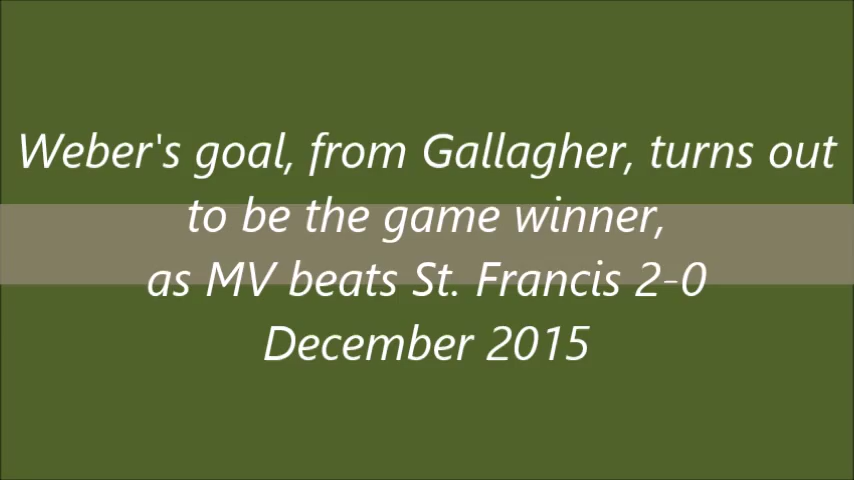 Weber's goal, from Gallagher, turns out
to be the game winner,
as MV beats St. Francis 2-0
December 2015